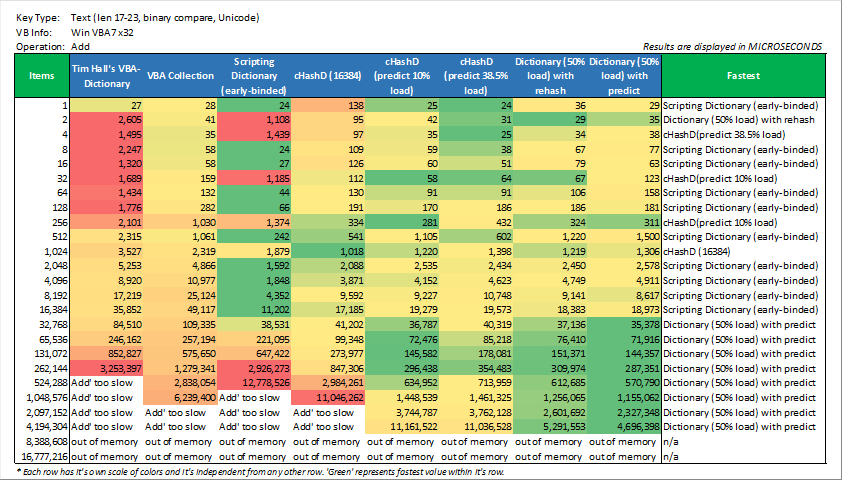 Key Type: Text (len 17-23, binary compare, Unicode)
VB Info: Win VBA7 x32
Operation: Add
Results are displayed in MICROSECONDS
Items Tim Hall's VBA-Dictionary VBA Collection Scripting Dictionary (early-binded) cHashD (16384) cHashD (predict 10% load) cHashD (predict 38.5% load) Dictionary (50% load) with rehash Dictionary (50% load) with predict Fastest
1 27 28 24 138 25 24 36 29 Scripting Dictionary (early-binded)
2 2,605 41 1,108 95 42 31 29 35 Dictionary (50% load) with rehash
4 1,495 35 1,439 97 35 25 34 38 cHashD(predict 38.5% load)
8 2,247 58 24 109 59 38 67 77 Scripting Dictionary (early-binded)
16 1,320 58 27 126 60 51 79 63 Scripting Dictionary (early-binded)
32 1,689 159 1,185 112 58 64 67 123 cHashD(predict 10% load)
64 1,434 132 44 130 91 91 106 158 Scripting Dictionary (early-binded)
128 1,776 282 66 191 170 186 186 181 Scripting Dictionary (early-binded)
256 2,101 1,030 1,374 334 281 432 324 311 cHashD(predict 10% load)
512 2,315 1,061 242 541 1,105 602 1,220 1,500 Scripting Dictionary (early-binded)
1,024 3,527 2,319 1,879 1,018 1,220 1,398 1,219 1,306 cHashD (16384)
2,048 5,253 4,866 1,592 2,088 2,535 2,434 2,450 2,578 Scripting Dictionary (early-binded)
4,096 8,920 10,977 1,848 3,871 4,152 4,623 4,749 4,911 Scripting Dictionary (early-binded)
8,192 17,219 25,124 4,352 9,592 9,227 10,748 9,141 8,617 Scripting Dictionary (early-binded)
16,384 35,852 49,117 11,202 17,185 19,279 19,573 18,383 18,973 Scripting Dictionary (early-binded)
32,768 84,510 109,335 38,531 41,202 36,787 40,319 37,136 35,378 Dictionary (50% load) with predict
65,536 246,162 257,194 221,095 99,348 72,476 85,218 76,410 71,916 Dictionary (50% load) with predict
131,072 852,827 575,650 647,422 273,977 145,582 178,081 151,371 144,357 Dictionary (50% load) with predict
262,144 3,253,397 1,279,341 2,926,273 847,306 296,438 354,483 309,974 287,351 Dictionary (50% load) with predict
524,288 Add' too slow 2,838,054 12,778,526 2,984,261 634,952 713,959 612,685 570,790 Dictionary (50% load) with predict
1,048,576 Add' too slow 6,239,400 Add' too slow 11,046,262 1,448,539 1,461,325 1,256,065 1,155,062 Dictionary (50% load) with predict
2,097,152 Add' too slow Add' too slow Add' too slow Add' too slow 3,744,787 3,762,128 2,601,692 2,327,348 Dictionary (50% load) with predict
4,194,304 Add' too slow Add' too slow Add' too slow Add' too slow 11,161,522 11,036,528 5,291,553 4,696,398 Dictionary (50% load) with predict
8,388,608 out of memory out of memory out of memory out of memory out of memory out of memory out of memory out of memory n/a
16,777,216 out of memory out of memory out of memory out of memory out of memory out of memory out of memory out of memory n/a
* Each row has it's own scale of colors and it's independent from any other row. 'Green' represents fastest value within it's row.